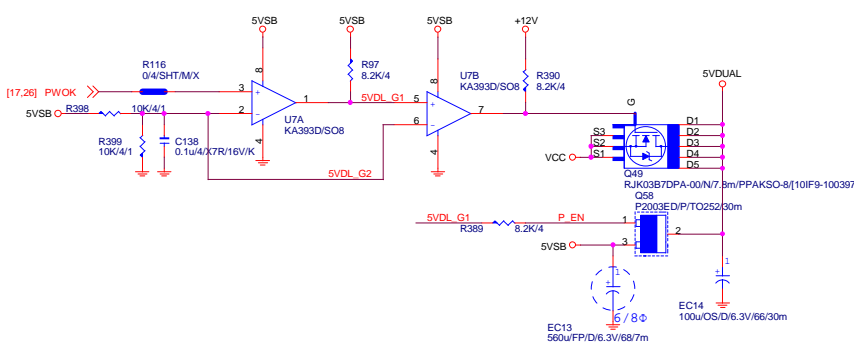 5VSB
5VSB
5VSB
+12V
R116
0/4/SHT/M/X
R97
8.2K/4
U7B
KA393D/SO8
R390
8.2K/4
5VDUAL
[17,26] PWOK
8
3
+
1
5VDL_G1
5
+
8
7
G
5VSB
R398
10K/4/1
2
−
U7A
KA393D/SO8
4
6
−
4
S3
S2
S1
D1
D2
D3
D4
D5
VCC
R399
10K/4/1
C138
0.1u/4/X7R/16V/K
5VDL_G2
Q49
RJK03B7DPA-00/N/7.8m/PPAKSO-8/[10IF9-100397
Q58
P2003ED/P/TO252/30m
5VDL_G1
R389
8.2K/4
P_EN
1
2
3
5VSB
1
+
EC13
560u/FP/D/6.3V/68/7m
6/8Φ
1
+
EC14
100u/OS/D/6.3V/66/30m